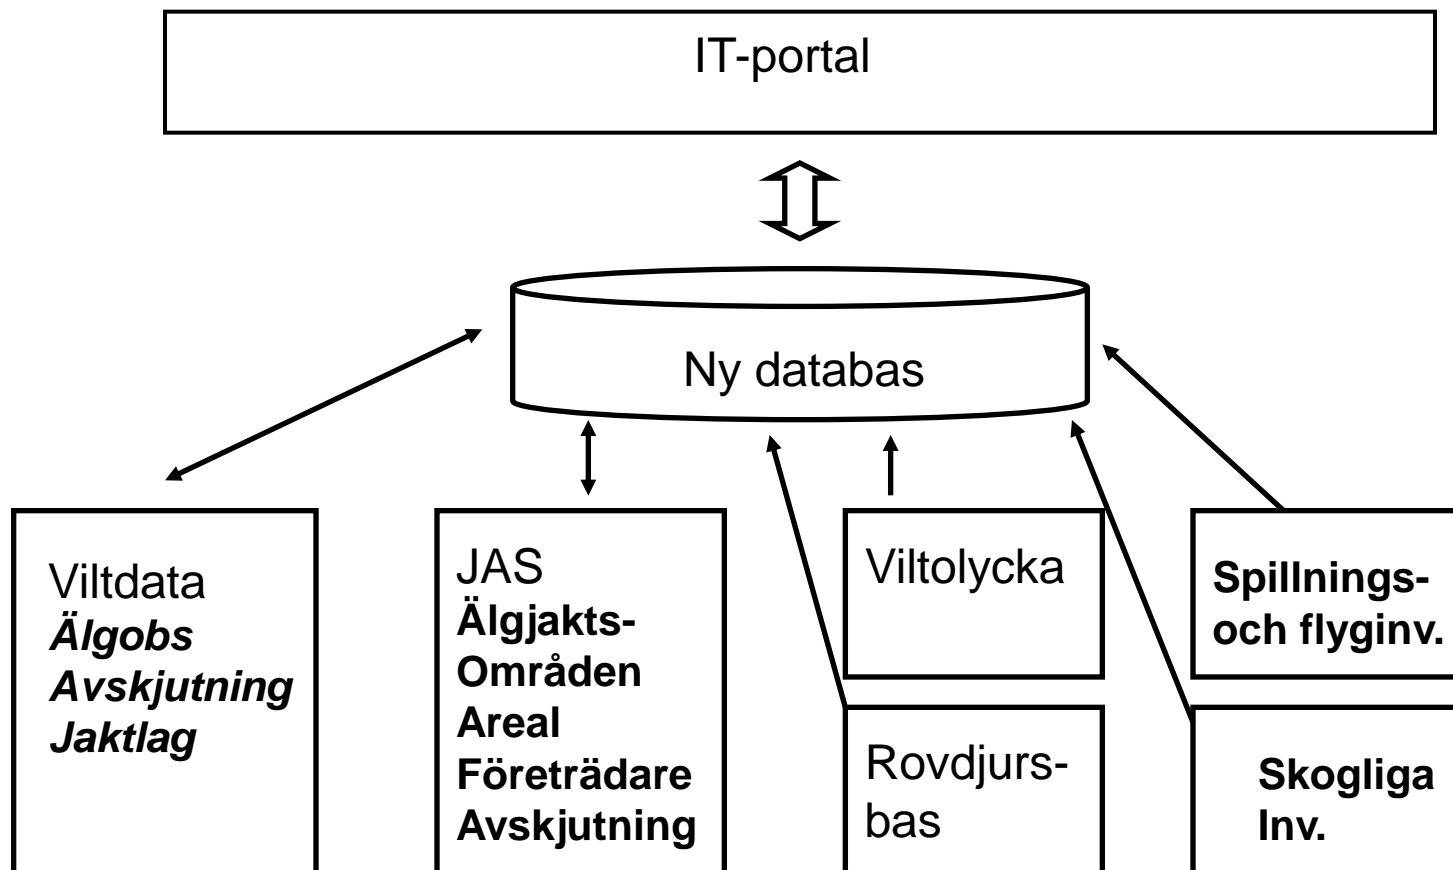 IT-portal
Ny databas
Viltdata
Älgobs
Avskjutning
Jaktlag
JAS
Älgjakts-
Områden
Areal
Företrädare
Avskjutning
Viltolycka
Rovdjurs-
bas
Spillnings-
och flyginv.
Skogliga
Inv.